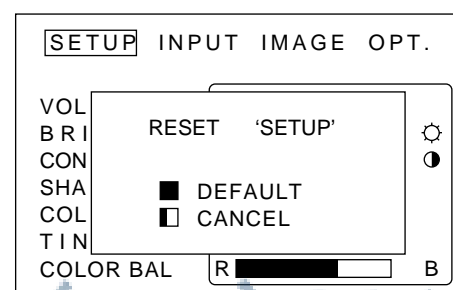 SETUP INPUT IMAGE OPT.
VOL
BRI
RESET 'SETUP'
CON
SHA
DEFAULT
COL
CANCEL
TIN
COLOR BAL R B